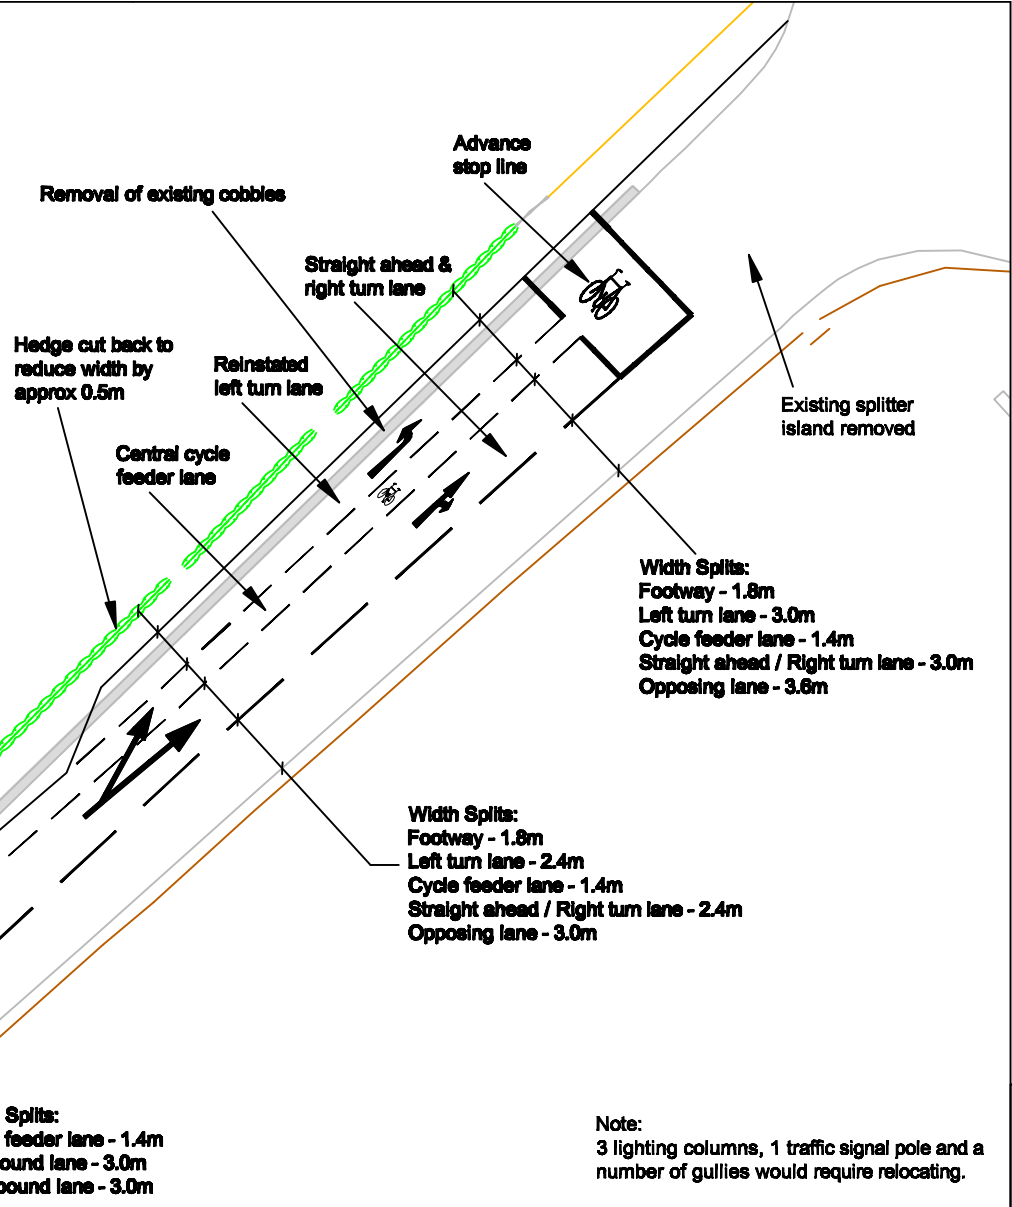 Advance
stop line
Removal of existing cobbles
Straight ahead &
right turn lane
Hedge cut back to
reduce width by
approx 0.5m
Reinstated
left turn lane
Central cycle
feeder lane
Existing splitter
island removed
Width Splits:
Footway - 1.8m
Left turn lane - 3.0m
Cycle feeder lane - 1.4m
Straight ahead / Right turn lane - 3.0m
Opposing lane - 3.6m
Width Splits:
Footway - 1.8m
Left turn lane - 2.4m
Cycle feeder lane - 1.4m
Straight ahead / Right turn lane - 2.4m
Opposing lane - 3.0m
Splits:
feeder lane - 1.4m
ound lane - 3.0m
bound lane - 3.0m
Note:
3 lighting columns, 1 traffic signal pole and a
number of gullies would require relocating.